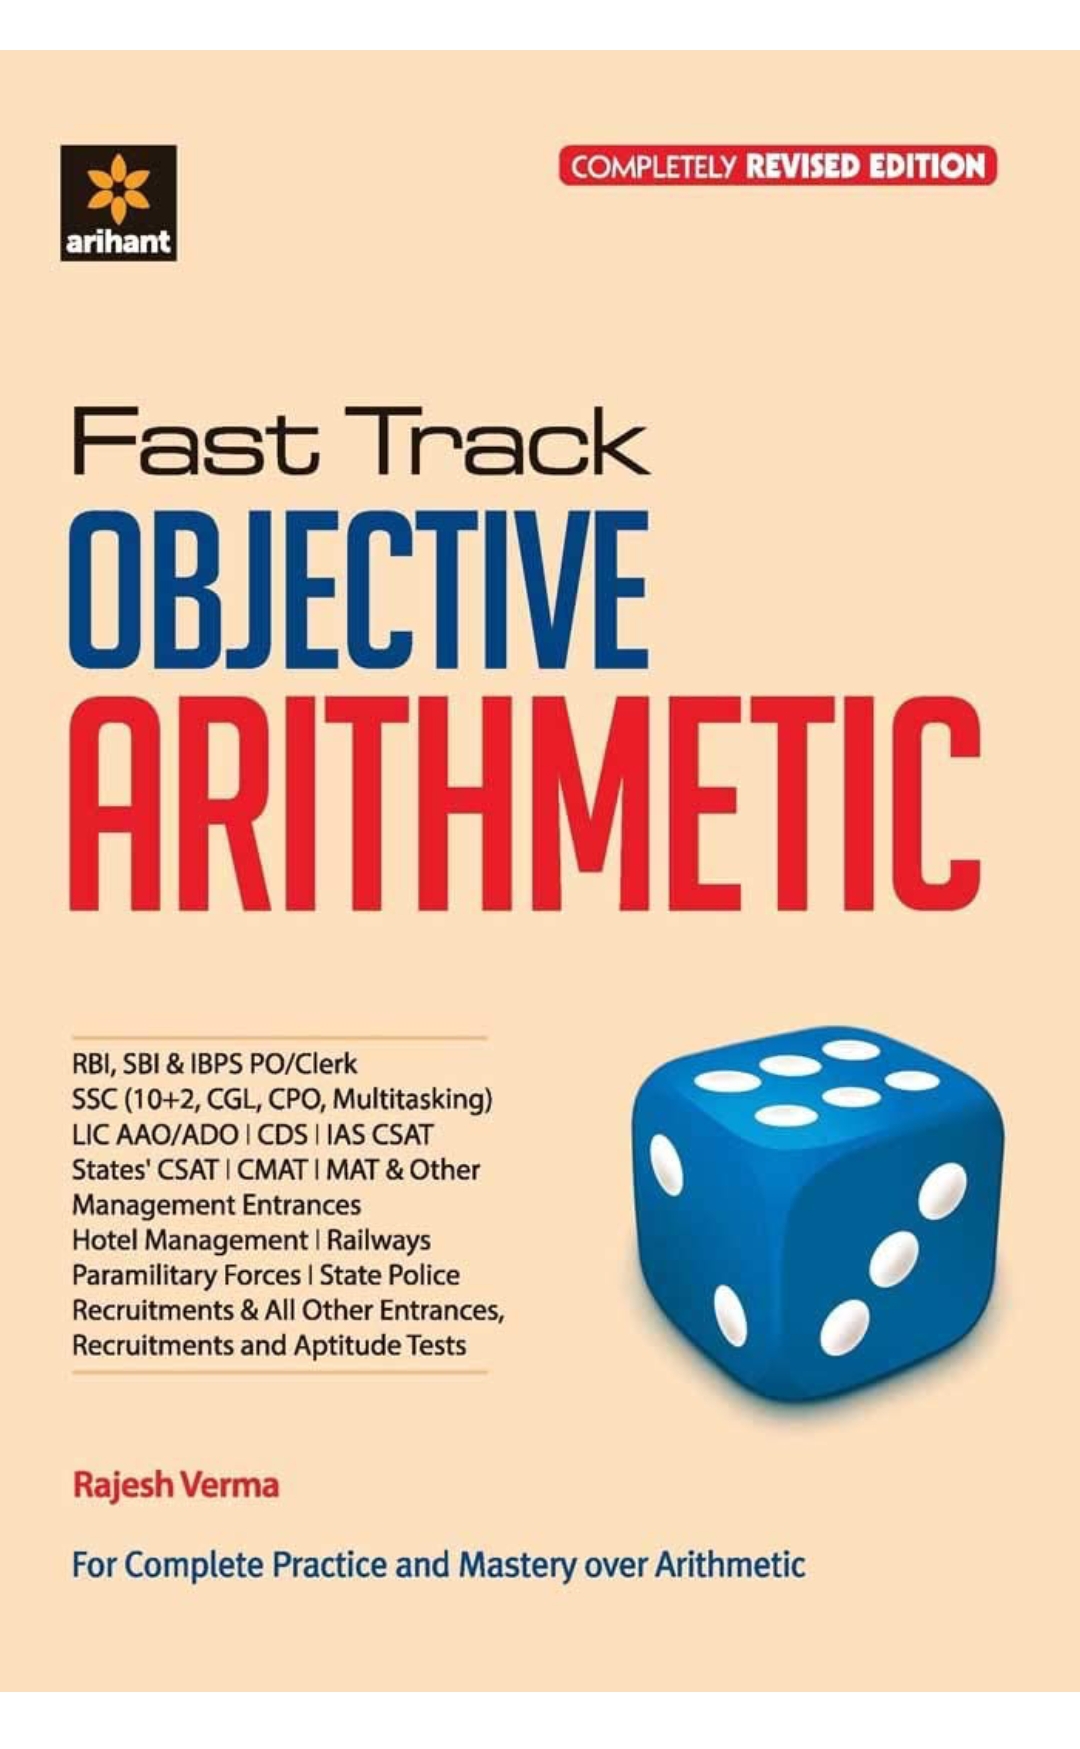 arihant
COMPLETELY REVISED EDITION
Fast Track
OBJECTIVE
ARITHMETIC
RBI, SBI & IBPS PO/Clerk
SSC (10+2, CGL, CPO, Multitasking)
LIC AAO/ADO | CDS | IAS CSAT
States' CSAT | CMAT | MAT & Other
Management Entrances
Hotel Management | Railways
Paramilitary Forces | State Police
Recruitments & All Other Entrances,
Recruitments and Aptitude Tests
Rajesh Verma
For Complete Practice and Mastery over Arithmetic